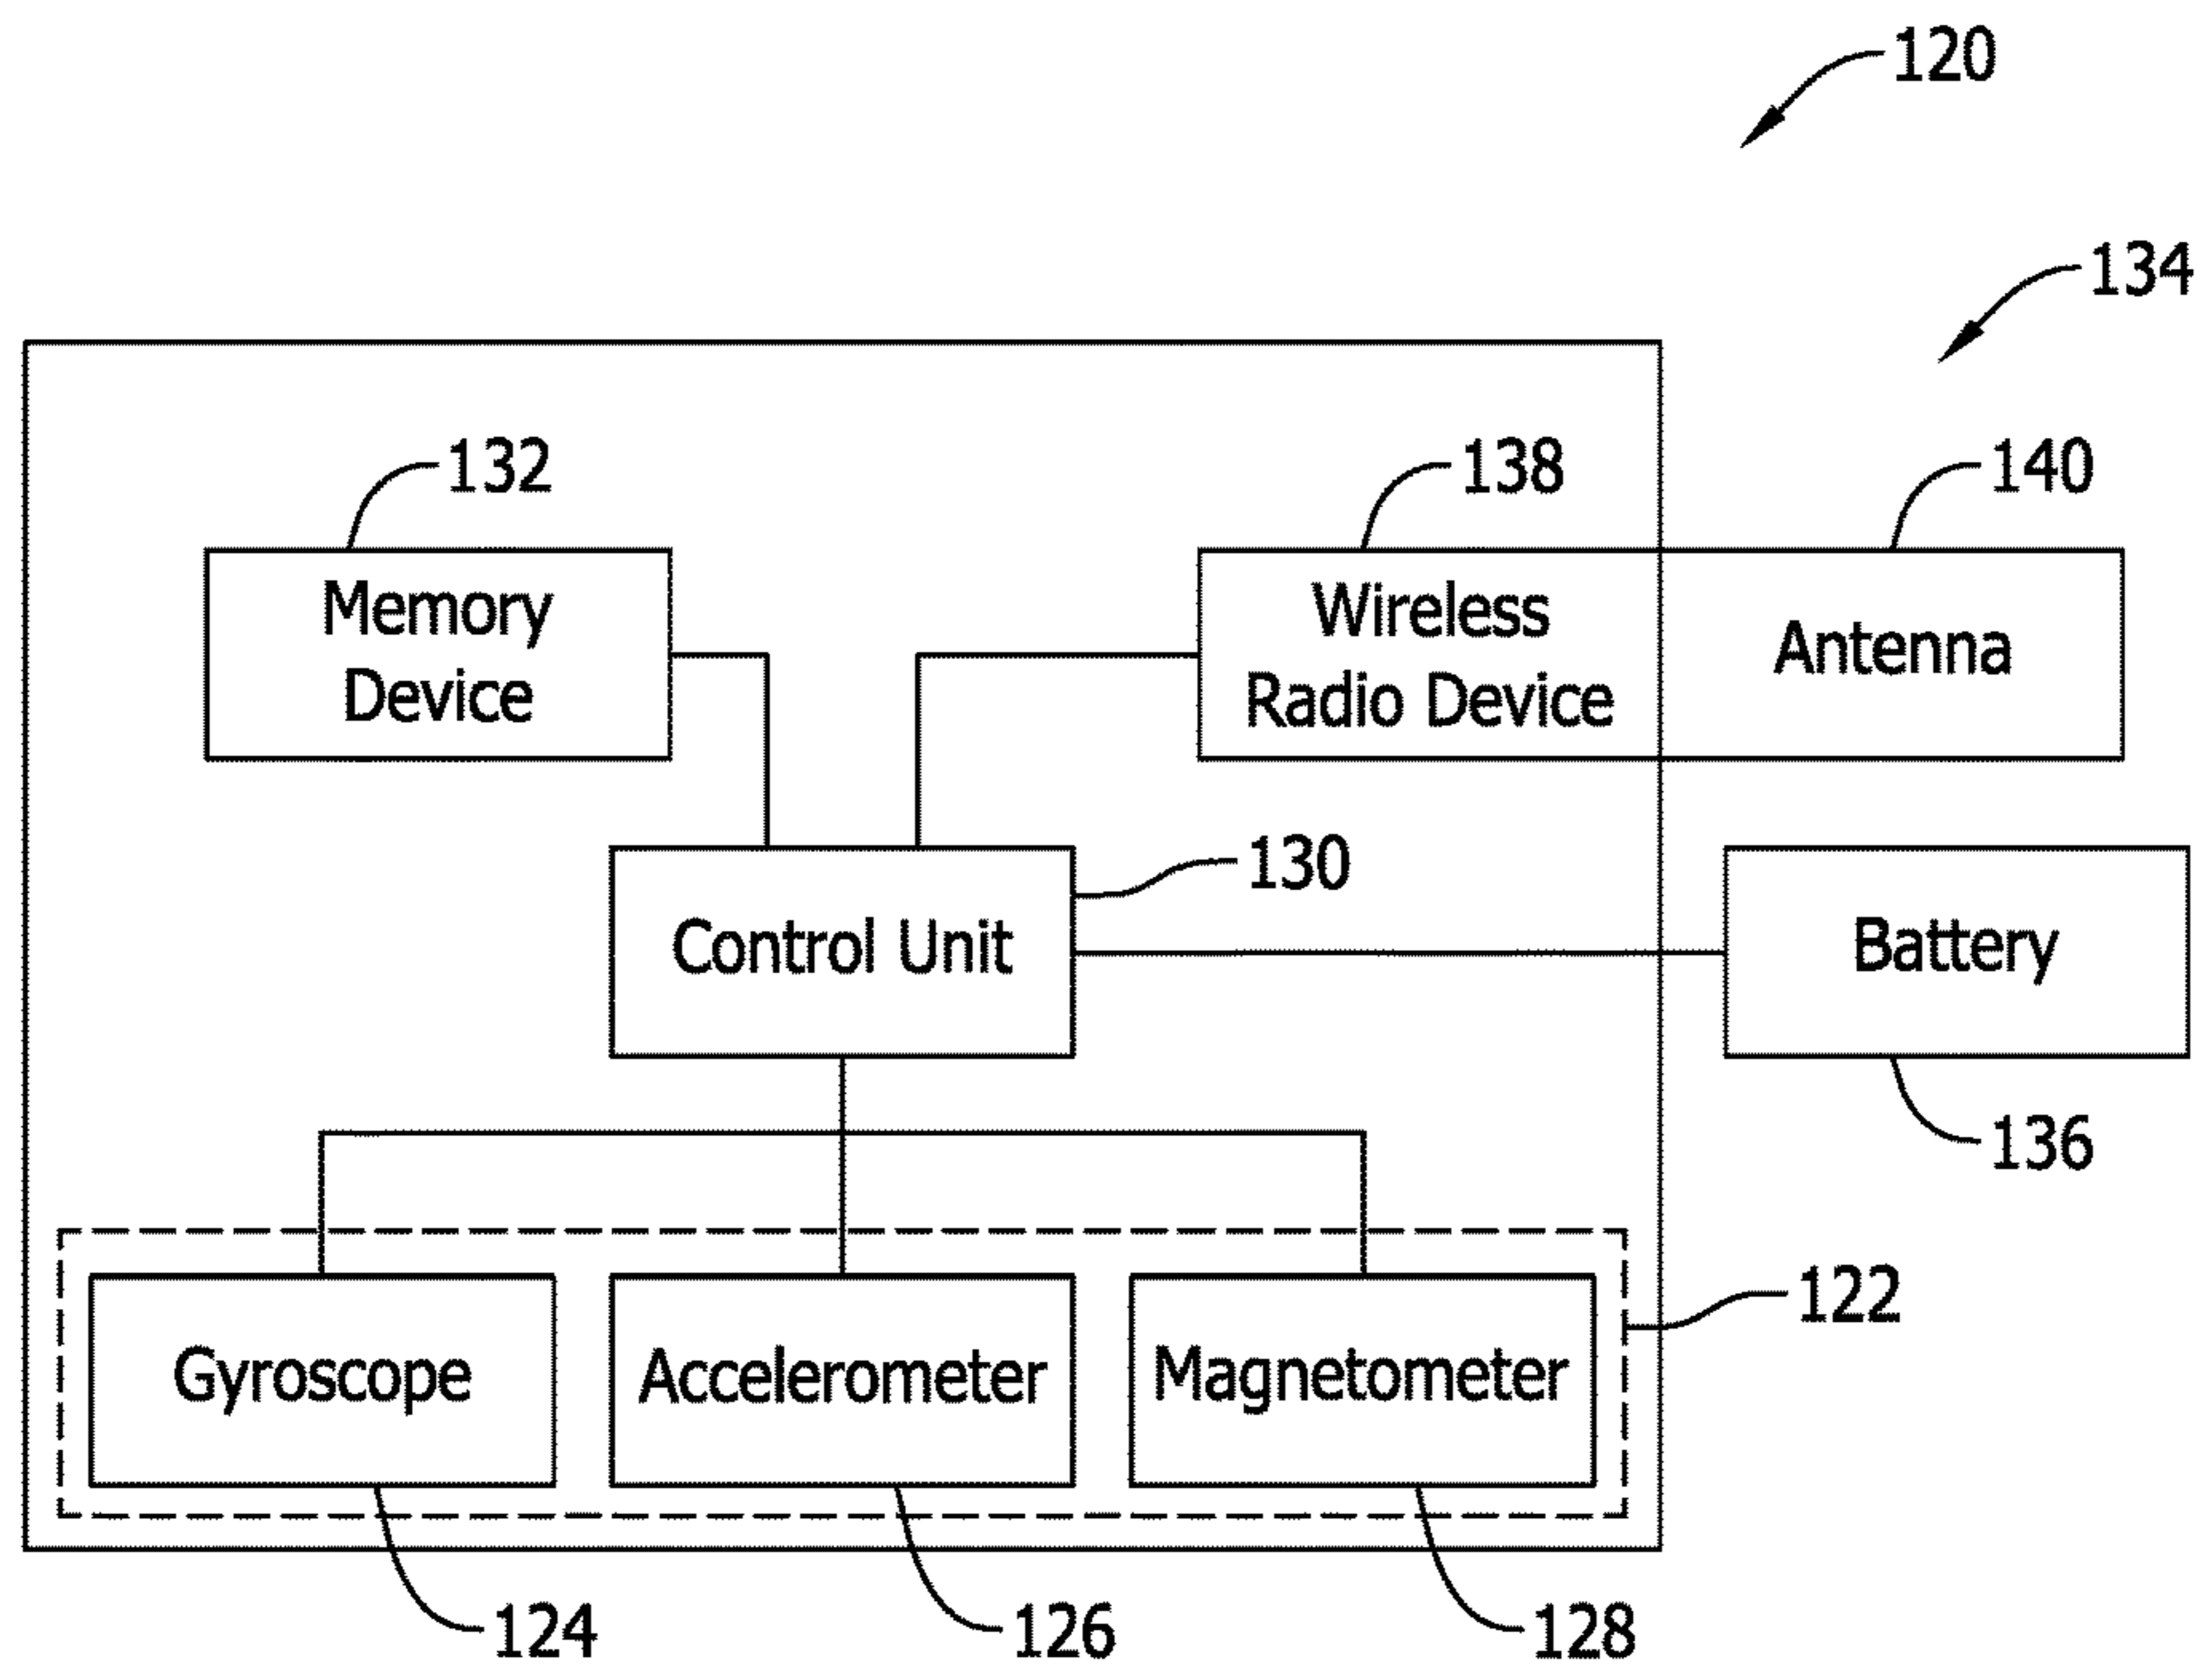 120
134
132
138
140
Memory
Device
Wireless
Radio Device
Antenna
130
Control Unit
Battery
136
122
Gyroscope
Accelerometer
Magnetometer
124
126
128